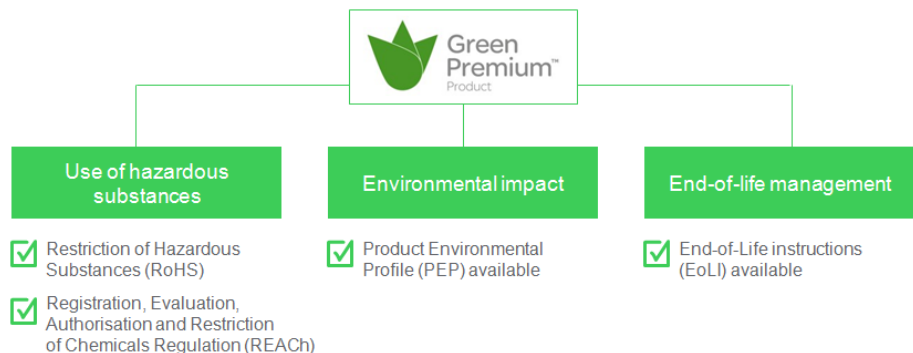 Green
Premium™
Product
Use of hazardous
substances
Environmental impact
End-of-life management
Restriction of Hazardous
Substances (RoHS)
Registration, Evaluation,
Authorisation and Restriction
of Chemicals Regulation (REACh)
Product Environmental
Profile (PEP) available
End-of-Life instructions
(EoLI) available